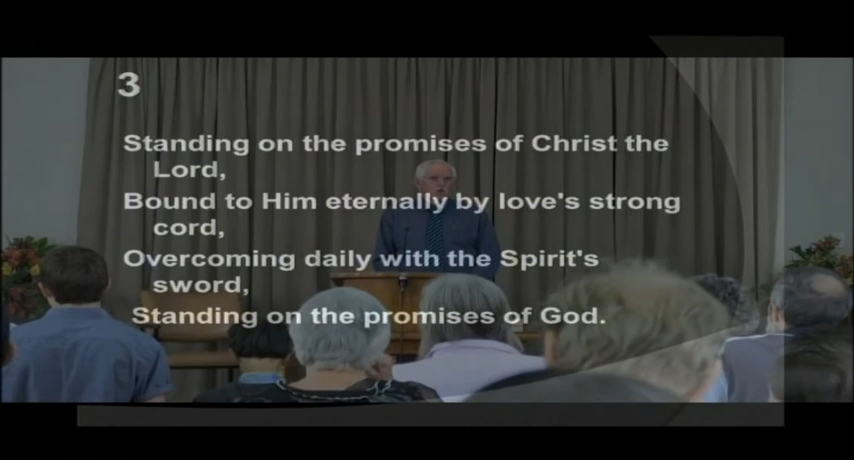 3
Standing on the promises of Christ the
Lord,
Bound to Him eternally by love's strong
cord,
Overcoming daily with the Spirit's
sword,
Standing on the promises of God.